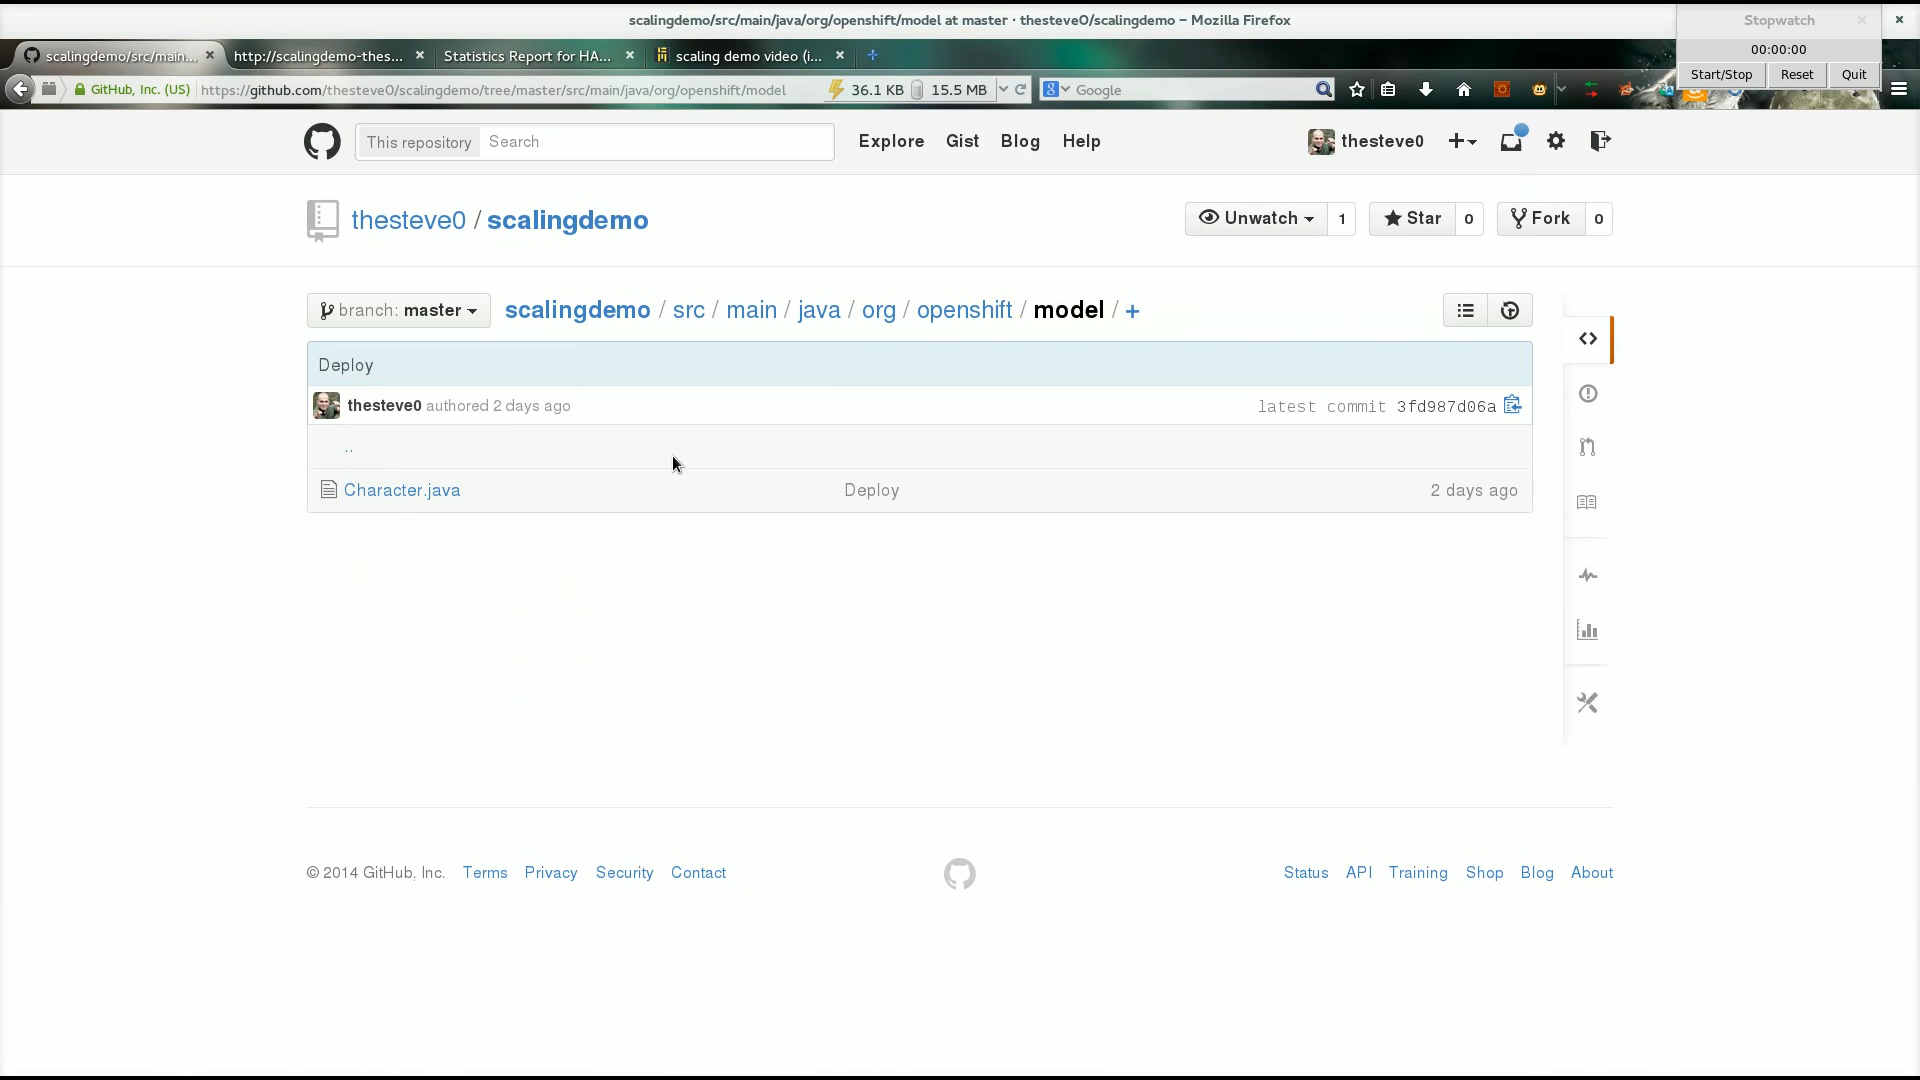 scalingdemo/src/main/java/org/openshift/model at master · thesteve0/scalingdemo – Mozilla Firefox
Stopwatch
00:00:00
Start/Stop Reset Quit
scalingdemo/src/main... http://scalingdemo-thes... Statistics Report for HA... scaling demo video (i...
GitHub, Inc. (US) https://github.com/thesteve0/scalingdemo/tree/master/src/main/java/org/openshift/model 36.1 KB 15.5 MB Google
This repository Search Explore Gist Blog Help thesteve0
thesteve0 / scalingdemo Unwatch 1 Star 0 Fork 0
branch: master scalingdemo / src / main / java / org / openshift / model / +
Deploy
thesteve0 authored 2 days ago latest commit 3fd987d06a
..
Character.java Deploy 2 days ago
© 2014 GitHub, Inc. Terms Privacy Security Contact Status API Training Shop Blog About